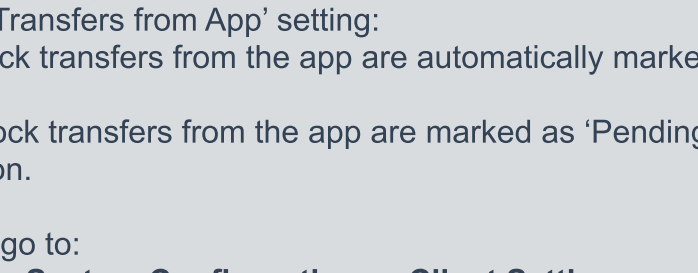 Transfers from App’ setting:
ck transfers from the app are automatically marke
ock transfers from the app are marked as ‘Pending
on.
go to: